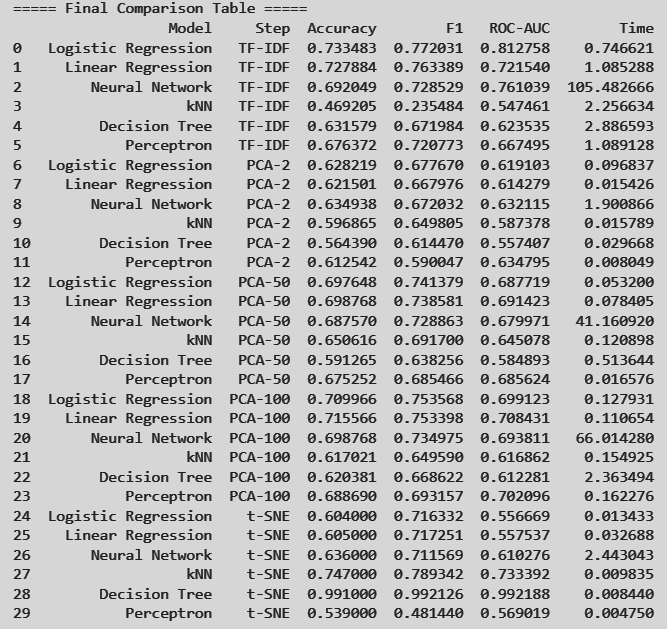 ===== Final Comparison Table =====
Model Step Accuracy F1 ROC-AUC Time
0 Logistic Regression TF-IDF 0.733483 0.772031 0.812758 0.746621
1 Linear Regression TF-IDF 0.727884 0.763389 0.721540 1.085288
2 Neural Network TF-IDF 0.692049 0.728529 0.761039 105.482666
3 kNN TF-IDF 0.469205 0.235484 0.547461 2.256634
4 Decision Tree TF-IDF 0.631579 0.671984 0.623535 2.886593
5 Perceptron TF-IDF 0.676372 0.720773 0.667495 1.089128
6 Logistic Regression PCA-2 0.628219 0.677670 0.619103 0.096837
7 Linear Regression PCA-2 0.621501 0.667976 0.614279 0.015426
8 Neural Network PCA-2 0.634938 0.672032 0.632115 1.900866
9 kNN PCA-2 0.596865 0.649805 0.587378 0.015789
10 Decision Tree PCA-2 0.564390 0.614470 0.557407 0.029668
11 Perceptron PCA-2 0.612542 0.590047 0.634795 0.008049
12 Logistic Regression PCA-50 0.697648 0.741379 0.687719 0.053200
13 Linear Regression PCA-50 0.698768 0.738581 0.691423 0.078405
14 Neural Network PCA-50 0.687570 0.728863 0.679971 41.160920
15 kNN PCA-50 0.650616 0.691700 0.645078 0.120898
16 Decision Tree PCA-50 0.591265 0.638256 0.584893 0.513644
17 Perceptron PCA-50 0.675252 0.685466 0.685624 0.016576
18 Logistic Regression PCA-100 0.709966 0.753568 0.699123 0.127931
19 Linear Regression PCA-100 0.715566 0.753398 0.708431 0.110654
20 Neural Network PCA-100 0.698768 0.734975 0.693811 66.014280
21 kNN PCA-100 0.617021 0.649590 0.616862 0.154925
22 Decision Tree PCA-100 0.620381 0.668622 0.612281 2.363494
23 Perceptron PCA-100 0.688690 0.693157 0.702096 0.162276
24 Logistic Regression t-SNE 0.604000 0.716332 0.556669 0.013433
25 Linear Regression t-SNE 0.605000 0.717251 0.557537 0.032688
26 Neural Network t-SNE 0.636000 0.711569 0.610276 2.443043
27 kNN t-SNE 0.747000 0.789342 0.733392 0.009835
28 Decision Tree t-SNE 0.991000 0.992126 0.992188 0.008440
29 Perceptron t-SNE 0.539000 0.481440 0.569019 0.004750